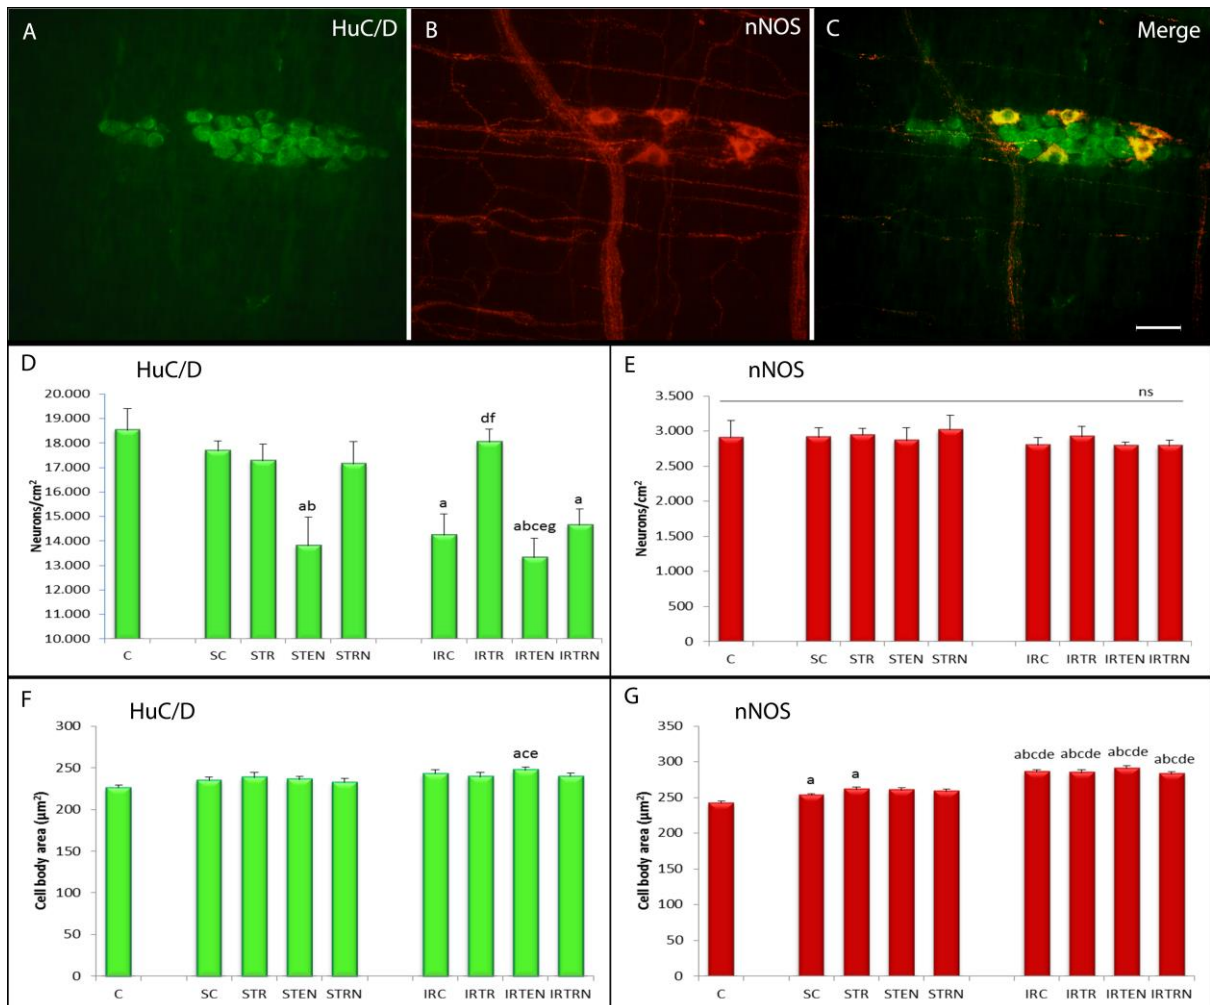 A HuC/D
B nNOS
C Merge
D HuC/D
20.000
19.000
18.000
17.000
16.000
15.000
14.000
13.000
12.000
11.000
10.000
Neurons/cm²
ab
a
df
abceg
a
C SC STR STEN STRN IRC IRTR IRTEN IRTRN
E nNOS
3.500
3.000
2.500
2.000
1.500
1.000
500
0
Neurons/cm²
ns
C SC STR STEN STRN IRC IRTR IRTEN IRTRN
F HuC/D
300
250
200
150
100
50
0
Cell body area (µm²)
ace
C SC STR STEN STRN IRC IRTR IRTEN IRTRN
G nNOS
350
300
250
200
150
100
50
0
Cell body area (µm²)
a a abcde abcde abcde abcde
C SC STR STEN STRN IRC IRTR IRTEN IRTRN